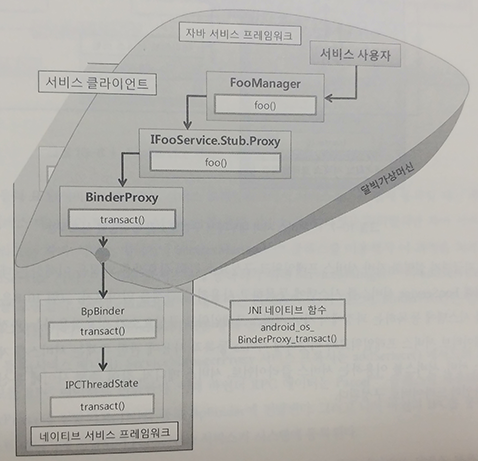 자바 서비스 프레임워크
서비스 사용자
서비스 클라이언트
FooManager
foo()
IFooService.Stub.Proxy
foo()
달빅가상머신
BinderProxy
transact()
JNI 네이티브 함수
android_os_
BinderProxy_transact()
BpBinder
transact()
IPCThreadState
transact()
네이티브 서비스 프레임워크